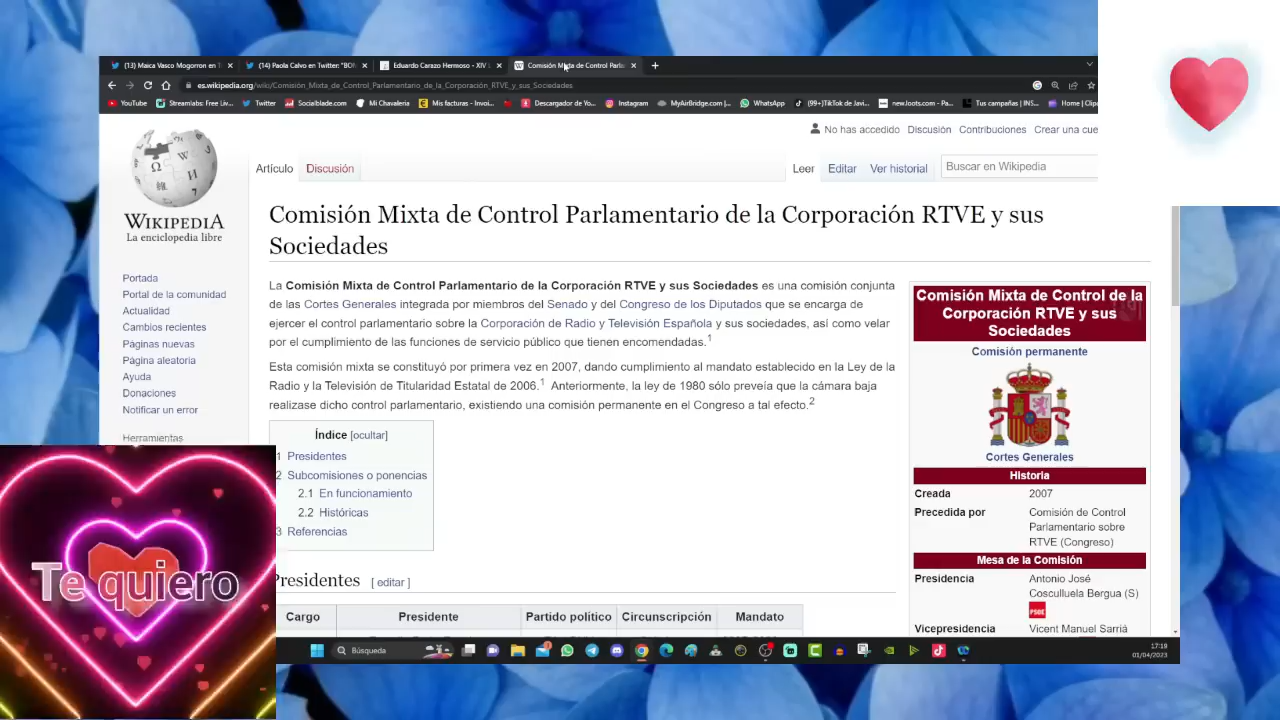 (13) Maica Vasco Mogorron en T
(14) Paola Calvo en Twitter: "BON
Eduardo Carazo Hermoso - XIV L
Comisión Mixta de Control Parla
es.wikipedia.org/wiki/Comisión_Mixta_de_Control_Parlamentario_de_la_Corporación_RTVE_y_sus_Sociedades
YouTube
Streamlabs: Free Liv...
Twitter
Socialblade.com
Mi Chavaleria
Mis facturas - Invoi...
Descargador de Yo...
Instagram
MyAirBridge.com |...
WhatsApp
(99+)TikTok de Javi...
new.loots.com - Pa...
Tus campañas | INS...
Home | Clip
No has accedido Discusión Contribuciones Crear una cue
Artículo Discusión Leer Editar Ver historial Buscar en Wikipedia
WIKIPEDIA
La enciclopedia libre
Portada
Portal de la comunidad
Actualidad
Cambios recientes
Páginas nuevas
Página aleatoria
Ayuda
Donaciones
Notificar un error
Herramientas
Comisión Mixta de Control Parlamentario de la Corporación RTVE y sus
Sociedades
La Comisión Mixta de Control Parlamentario de la Corporación RTVE y sus Sociedades es una comisión conjunta
de las Cortes Generales integrada por miembros del Senado y del Congreso de los Diputados que se encarga de
ejercer el control parlamentario sobre la Corporación de Radio y Televisión Española y sus sociedades, así como velar
por el cumplimiento de las funciones de servicio público que tienen encomendadas.1
Esta comisión mixta se constituyó por primera vez en 2007, dando cumplimiento al mandato establecido en la Ley de la
Radio y la Televisión de Titularidad Estatal de 2006.1 Anteriormente, la ley de 1980 sólo preveía que la cámara baja
realizase dicho control parlamentario, existiendo una comisión permanente en el Congreso a tal efecto.2
Índice [ocultar]
1 Presidentes
2 Subcomisiones o ponencias
2.1 En funcionamiento
2.2 Históricas
3 Referencias
Presidentes [ editar ]
Cargo Presidente Partido político Circunscripción Mandato
Comisión Mixta de Control de la
Corporación RTVE y sus
Sociedades
Comisión permanente
Cortes Generales
Historia
Creada 2007
Precedida por Comisión de Control
Parlamentario sobre
RTVE (Congreso)
Mesa de la Comisión
Presidencia Antonio José
Cosculluela Bergua (S)
PSOE
Vicepresidencia Vicent Manuel Sarriá
Te quiero
Búsqueda
17:19
01/04/2023